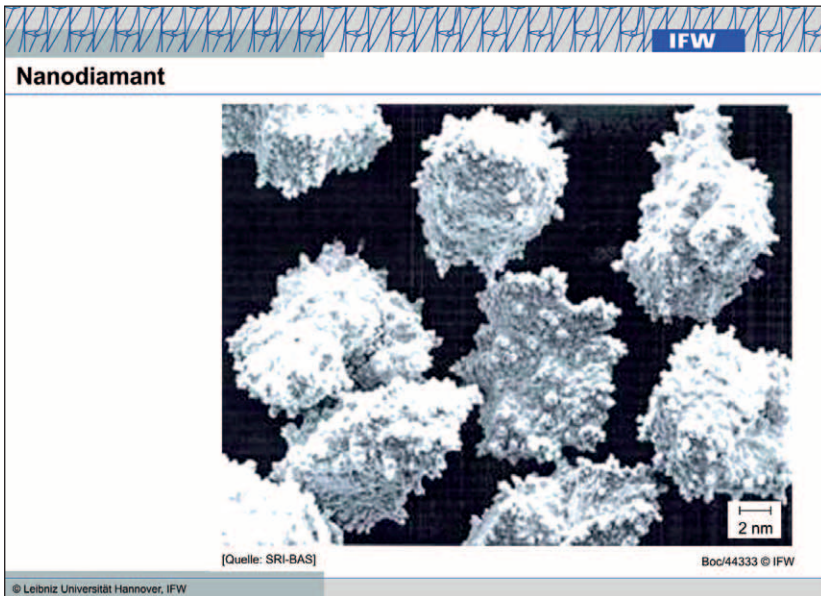 IFW
Nanodiamant
2 nm
[Quelle: SRI-BAS]
Boc/44333 © IFW
© Leibniz Universität Hannover, IFW